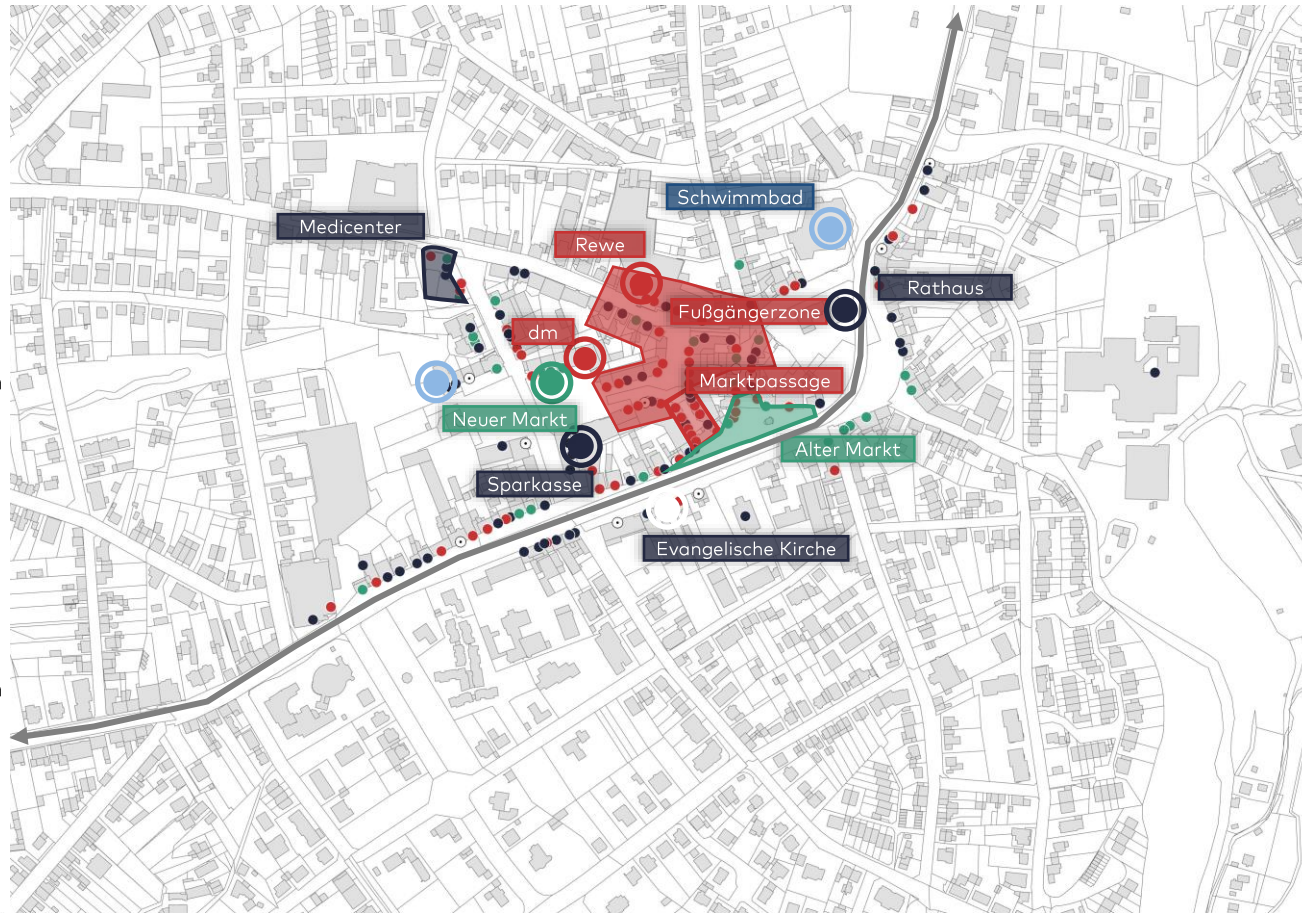 Schwimmbad
Medicenter
Rewe
Rathaus
Fußgängerzone
dm
Marktpassage
Neuer Markt
Alter Markt
Sparkasse
Evangelische Kirche